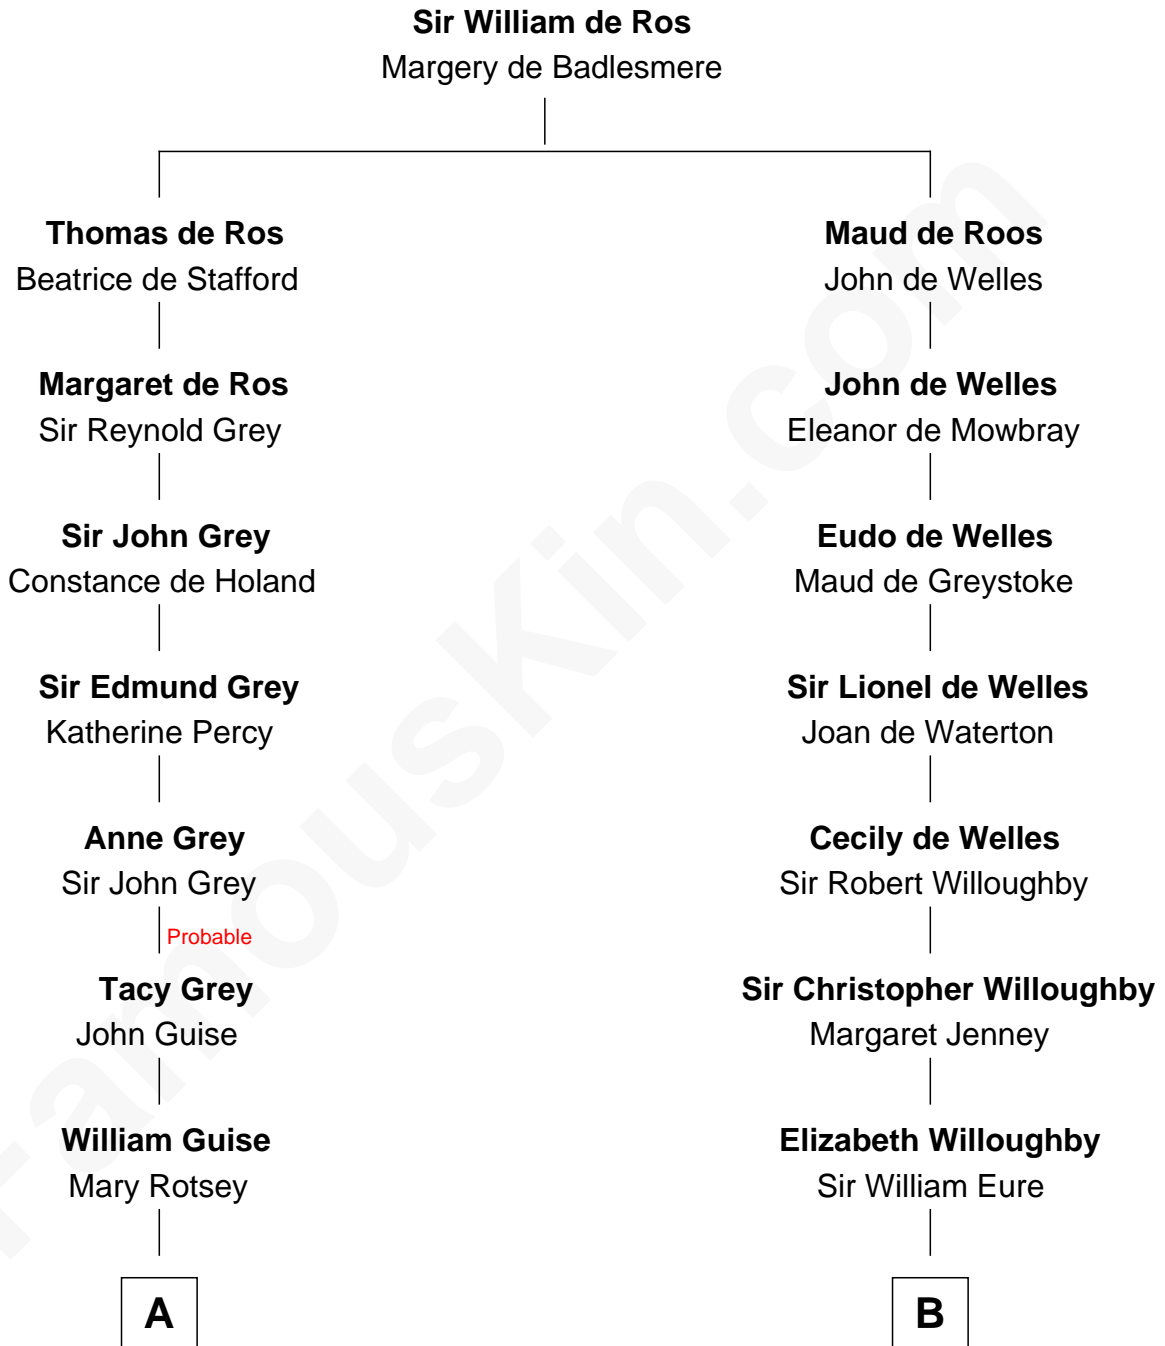 Sir William de Ros
Margery de Badlesmere
Thomas de Ros
Beatrice de Stafford
Margaret de Ros
Sir Reynold Grey
Sir John Grey
Constance de Holand
Sir Edmund Grey
Katherine Percy
Anne Grey
Sir John Grey
Probable
Tacy Grey
John Guise
William Guise
Mary Rotsey
A
Maud de Roos
John de Welles
John de Welles
Eleanor de Mowbray
Eudo de Welles
Maud de Greystoke
Sir Lionel de Welles
Joan de Waterton
Cecily de Welles
Sir Robert Willoughby
Sir Christopher Willoughby
Margaret Jenney
Elizabeth Willoughby
Sir William Eure
B
FamousKin.com